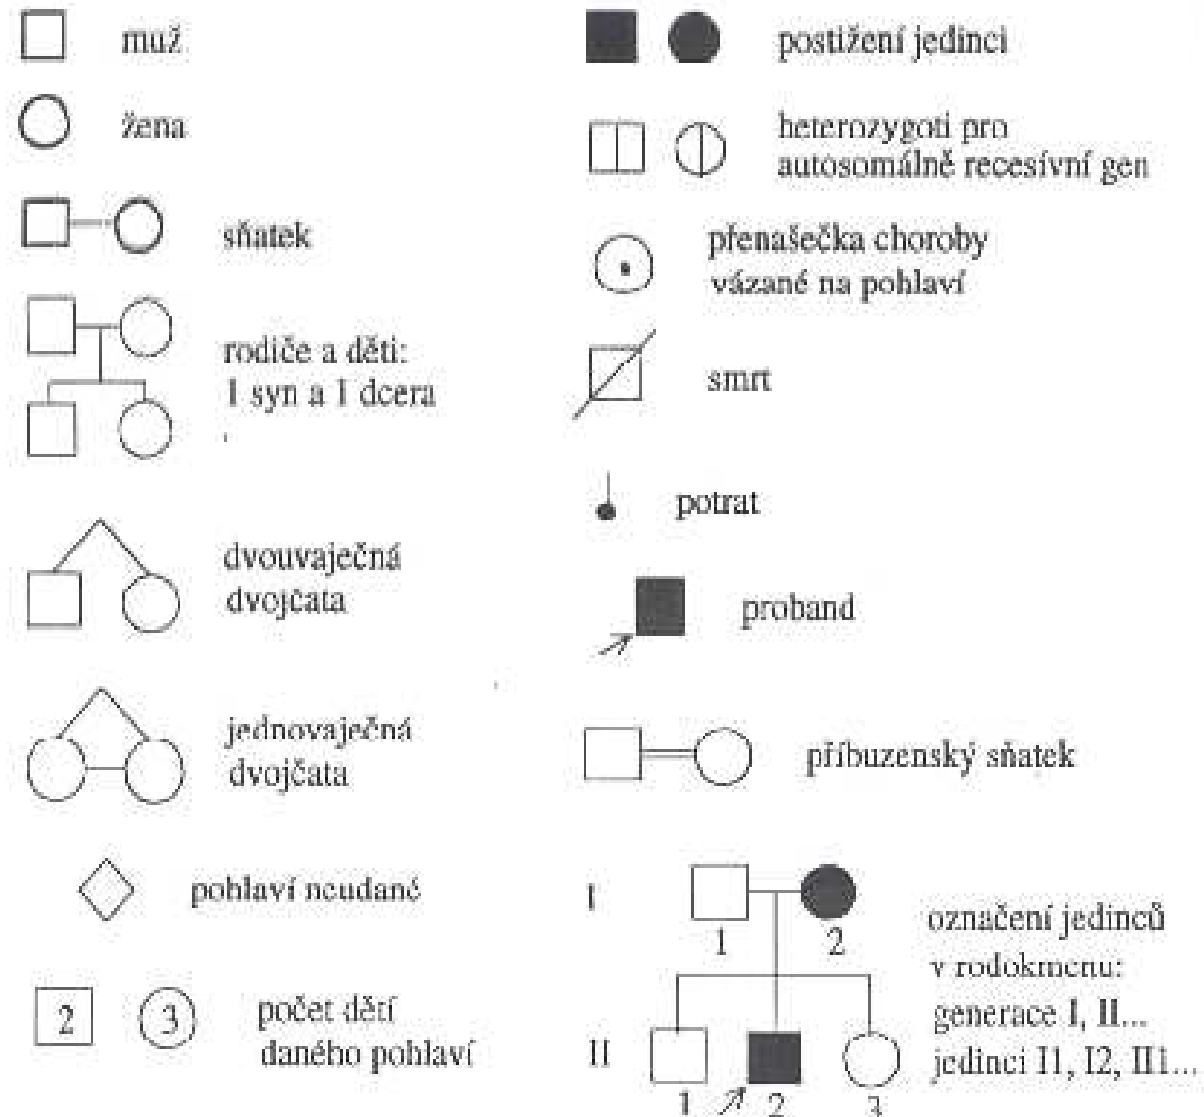 muž
žena
sňatek
rodiče a děti:
1 syn a 1 dcera
dvouvaječná
dvojčata
jednovaječná
dvojčata
pohlaví neudané
2 3 počet dětí
daného pohlaví
postižení jedinci
heterozygoti pro
autosomálně recesívní gen
přenašečka choroby
vázané na pohlaví
smrt
potrat
proband
příbuzenský sňatek
I
1 2
II
1 2 3
označení jedinců
v rodokmenu:
generace I, II...
jedinci I1, I2, II1...